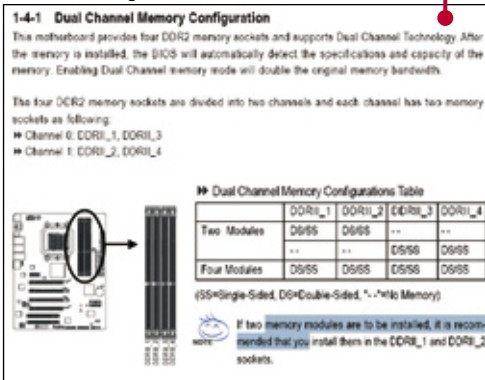 1-4-1 Dual Channel Memory Configuration
This motherboard provides four DDR2 memory sockets and supports Dual Channel Technology. After
the memory is installed, the BIOS will automatically detect the specifications and capacity of the
memory. Enabling Dual Channel memory mode will double the original memory bandwidth.
The four DDR2 memory sockets are divided into two channels and each channel has two memory
sockets as following:
Channel 0: DDRII_1, DDRII_3
Channel 1: DDRII_2, DDRII_4
Dual Channel Memory Configurations Table
DDRII_1 DDRII_2 DDRII_3 DDRII_4
Two Modules DS/SS DS/SS - - - -
- - - - DS/SS DS/SS
Four Modules DS/SS DS/SS DS/SS DS/SS
(SS=Single-Sided, DS=Double-Sided, "- -"=No Memory)
NOTE
If two memory modules are to be installed, it is recom-
mended that you install them in the DDRII_1 and DDRII_2
sockets.